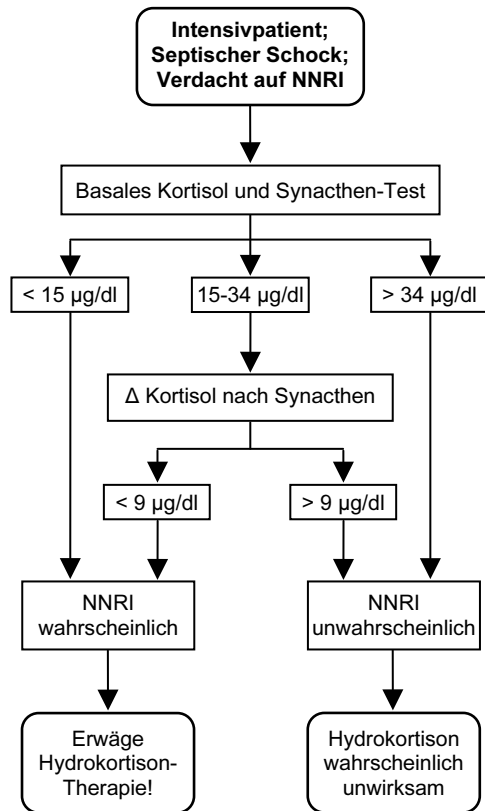 Intensivpatient;
Septischer Schock;
Verdacht auf NNRI
Basales Kortisol und Synacthen-Test
< 15 µg/dl
15-34 µg/dl
> 34 µg/dl
Δ Kortisol nach Synacthen
< 9 µg/dl
> 9 µg/dl
NNRI
wahrscheinlich
NNRI
unwahrscheinlich
Erwäge
Hydrokortison-
Therapie!
Hydrokortison
wahrscheinlich
unwirksam